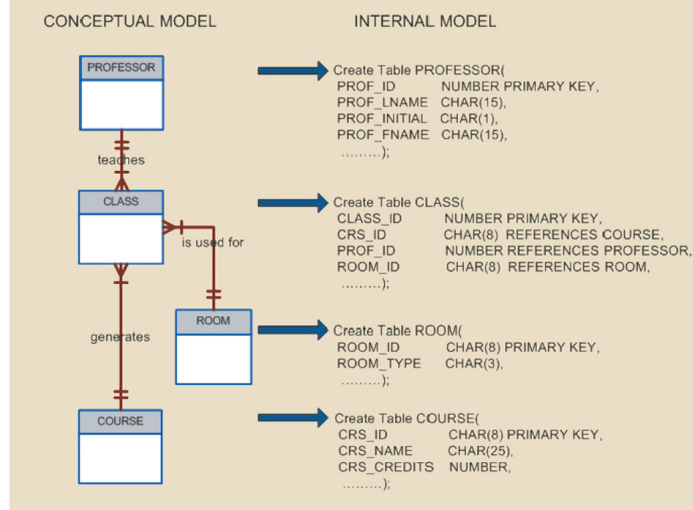 CONCEPTUAL MODEL
INTERNAL MODEL
PROFESSOR
teaches
CLASS
is used for
ROOM
generates
COURSE
Create Table PROFESSOR(
PROF_ID NUMBER PRIMARY KEY,
PROF_LNAME CHAR(15),
PROF_INITIAL CHAR(1),
PROF_FNAME CHAR(15),
.........);
Create Table CLASS(
CLASS_ID NUMBER PRIMARY KEY,
CRS_ID CHAR(8) REFERENCES COURSE,
PROF_ID NUMBER REFERENCES PROFESSOR,
ROOM_ID CHAR(8) REFERENCES ROOM,
.........);
Create Table ROOM(
ROOM_ID CHAR(8) PRIMARY KEY,
ROOM_TYPE CHAR(3),
.........);
Create Table COURSE(
CRS_ID CHAR(8) PRIMARY KEY,
CRS_NAME CHAR(25),
CRS_CREDITS NUMBER,
.........);